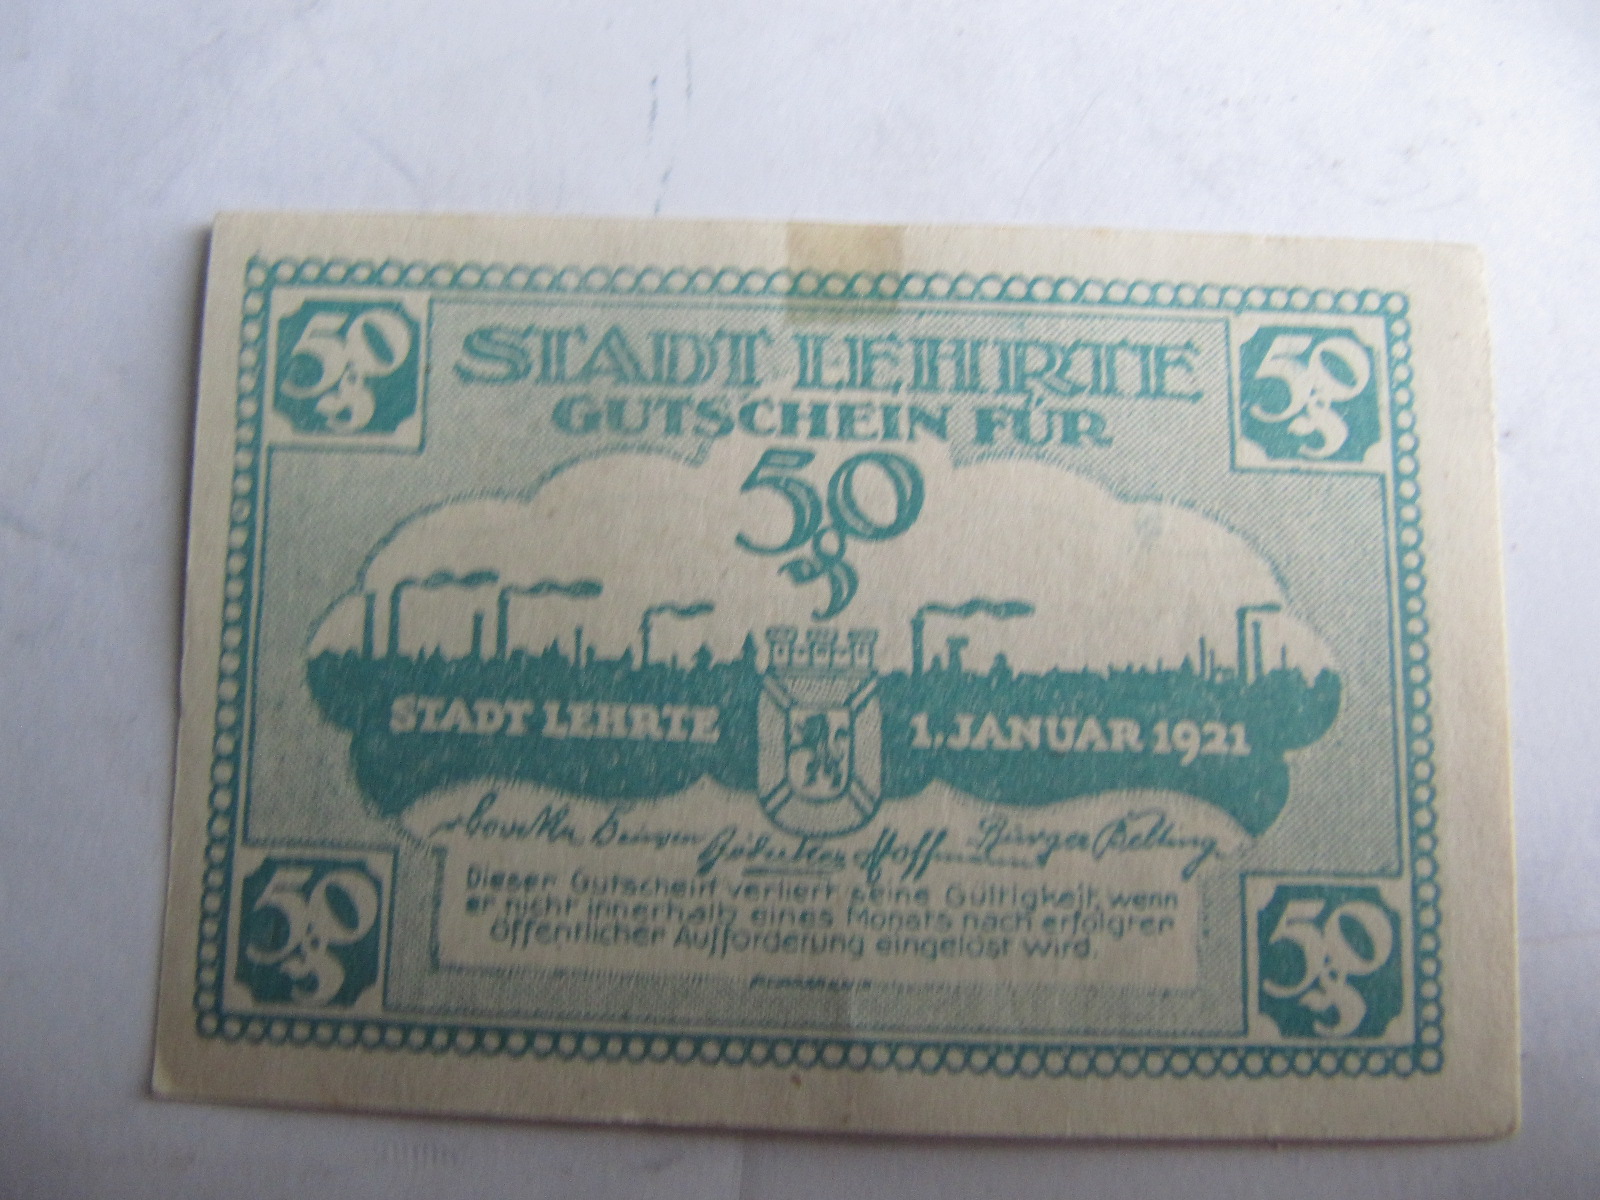 50
50
STADT LEHRTE
GUTSCHEIN FÜR
50
STADT LEHRTE
1. JANUAR 1921
Hoffmann
Dieser Gutschein verliert seine Gültigkeit, wenn
er nicht innerhalb eines Monats nach erfolgter
öffentlicher Aufforderung eingelöst wird.
50
50